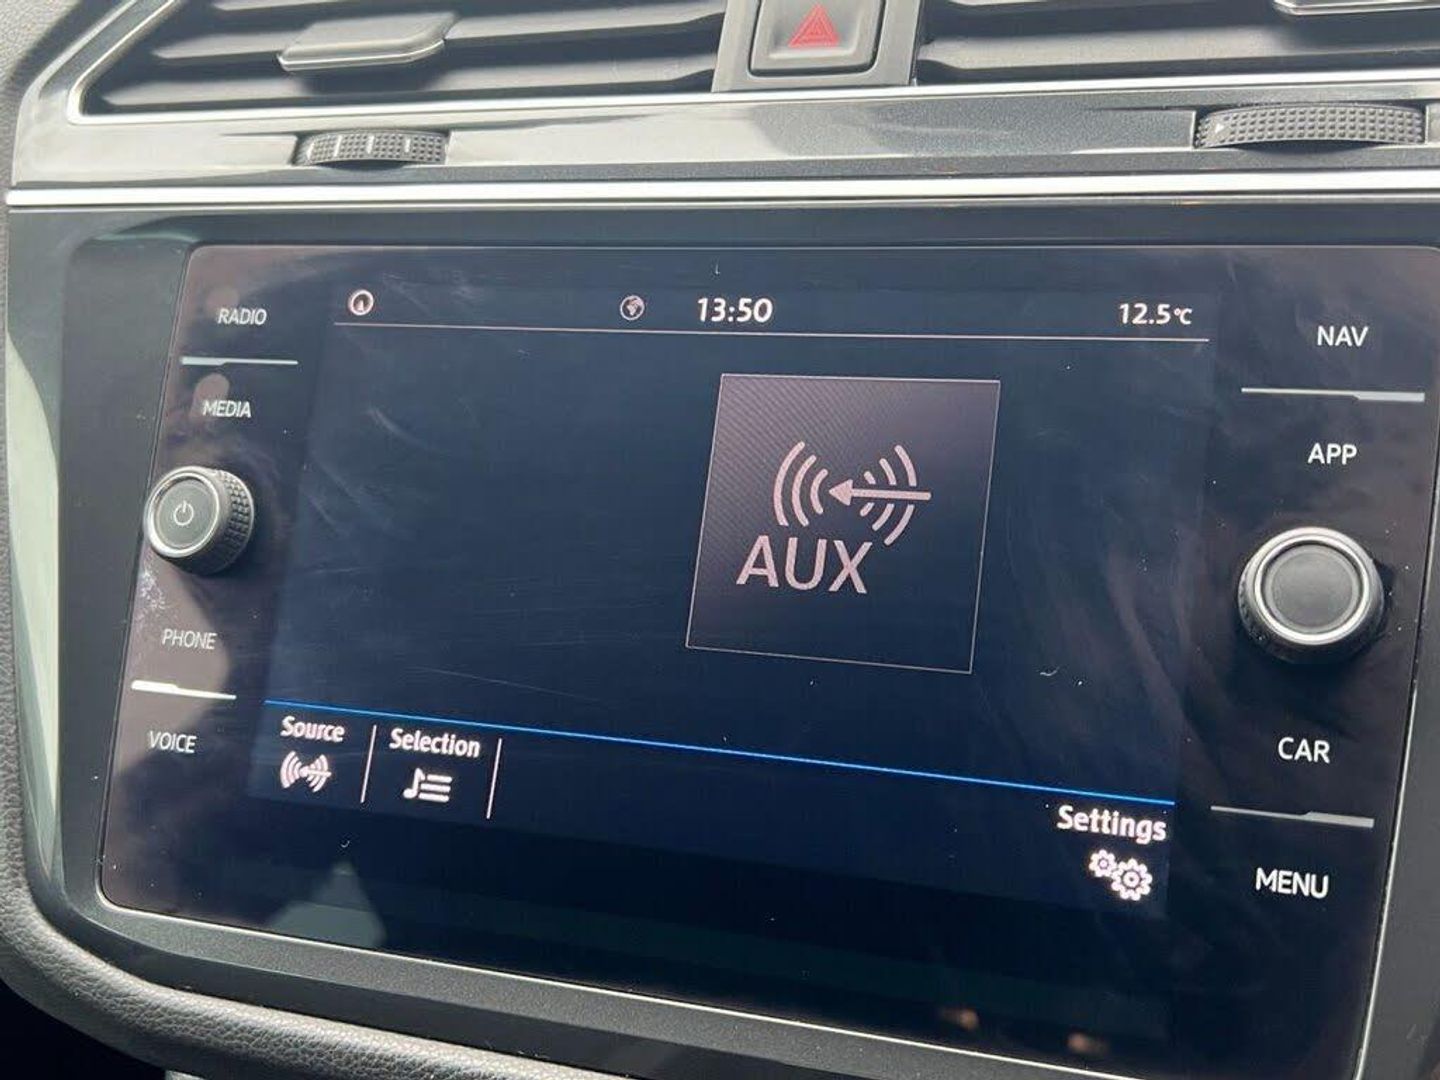 13:50
12.5°C
RADIO
NAV
MEDIA
APP
AUX
PHONE
VOICE
CAR
Source
Selection
Settings
MENU